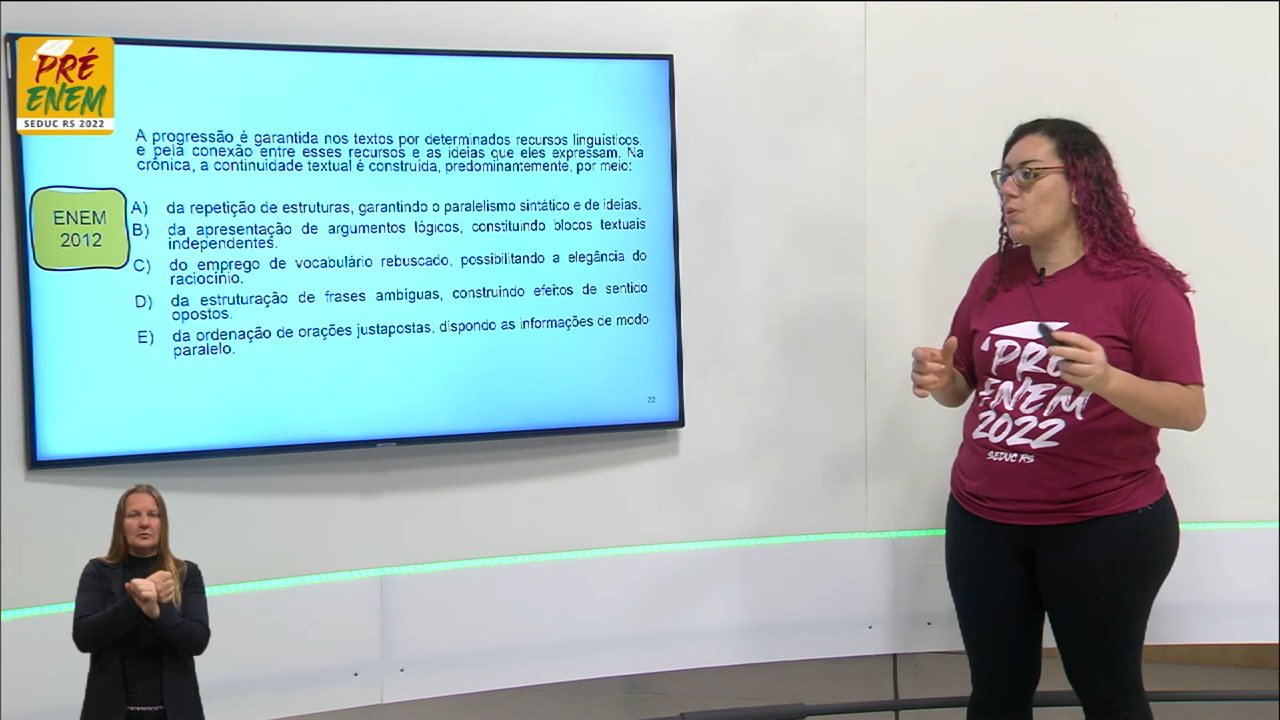 PRÉ
ENEM
SEDUC RS 2022
A progressão é garantida nos textos por determinados recursos linguísticos,
e pela conexão entre esses recursos e as ideias que eles expressam. Na
crônica, a continuidade textual é construída, predominantemente, por meio:
ENEM
2012
A) da repetição de estruturas, garantindo o paralelismo sintático e de ideias.
B) da apresentação de argumentos lógicos, constituindo blocos textuais
independentes.
C) do emprego de vocabulário rebuscado, possibilitando a elegância do
raciocínio.
D) da estruturação de frases ambíguas, construindo efeitos de sentido
opostos.
E) da ordenação de orações justapostas, dispondo as informações de modo
paralelo.
22
PRÉ
ENEM
2022
SEDUC RS